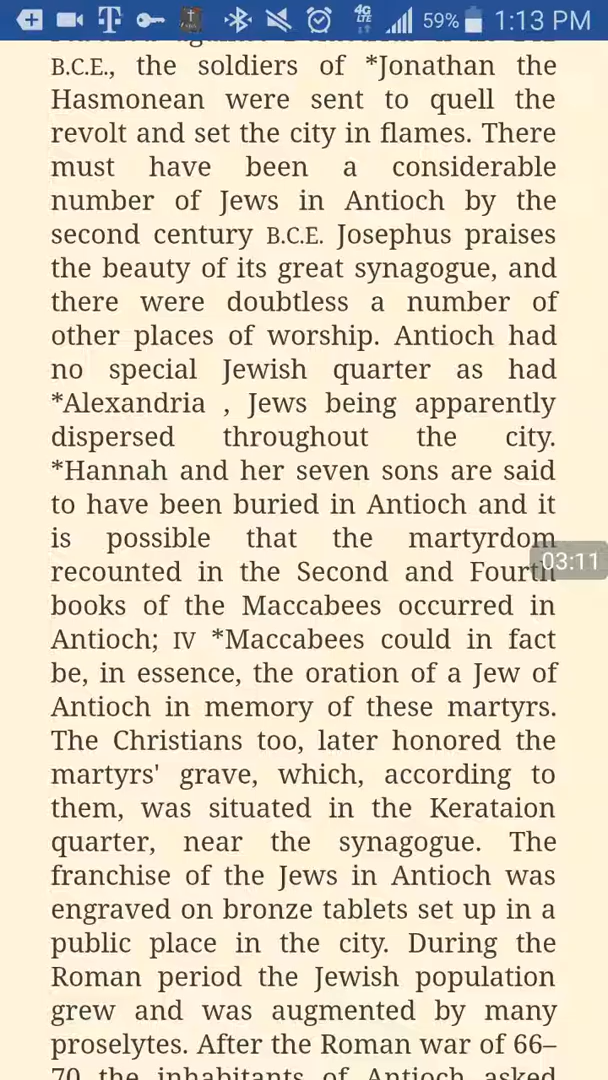 59% 1:13 PM
4G
LTE
B.C.E., the soldiers of *Jonathan the
Hasmonean were sent to quell the
revolt and set the city in flames. There
must have been a considerable
number of Jews in Antioch by the
second century B.C.E. Josephus praises
the beauty of its great synagogue, and
there were doubtless a number of
other places of worship. Antioch had
no special Jewish quarter as had
*Alexandria , Jews being apparently
dispersed throughout the city.
*Hannah and her seven sons are said
to have been buried in Antioch and it
is possible that the martyrdom
03:11
recounted in the Second and Fourth
books of the Maccabees occurred in
Antioch; IV *Maccabees could in fact
be, in essence, the oration of a Jew of
Antioch in memory of these martyrs.
The Christians too, later honored the
martyrs' grave, which, according to
them, was situated in the Kerataion
quarter, near the synagogue. The
franchise of the Jews in Antioch was
engraved on bronze tablets set up in a
public place in the city. During the
Roman period the Jewish population
grew and was augmented by many
proselytes. After the Roman war of 66–
70 the inhabitants of Antioch asked